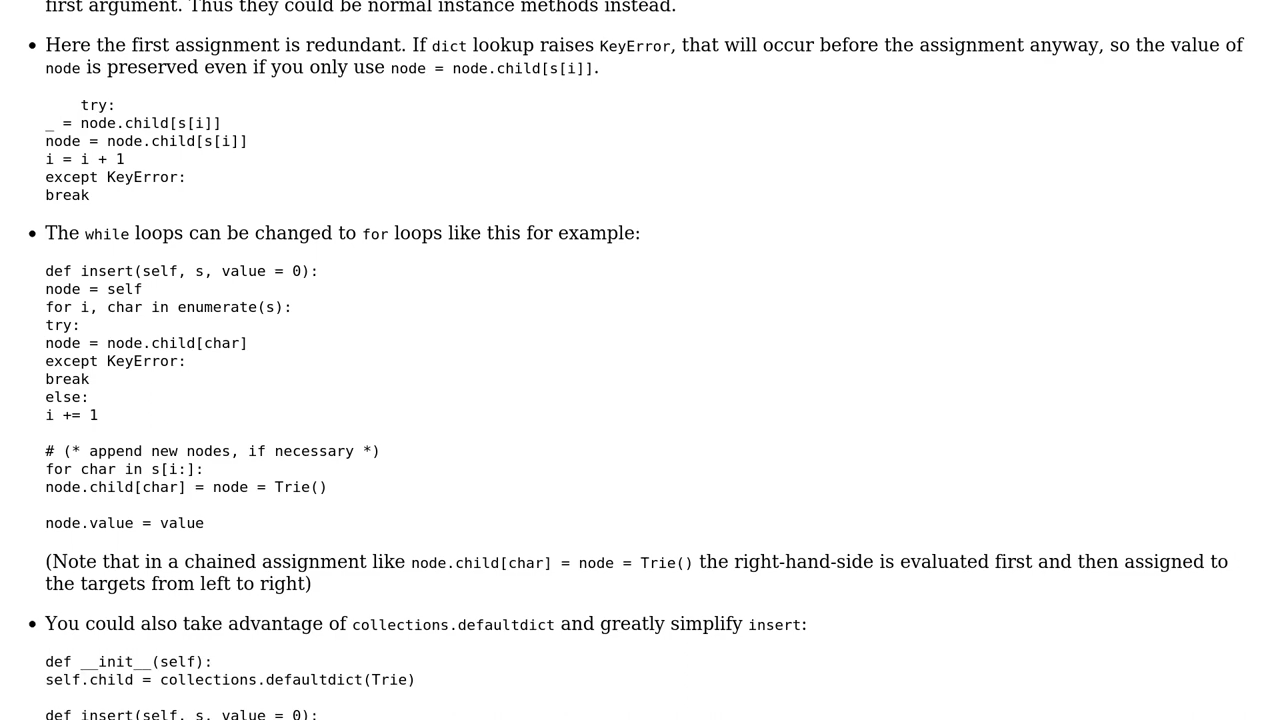 first argument. Thus they could be normal instance methods instead.
• Here the first assignment is redundant. If dict lookup raises KeyError, that will occur before the assignment anyway, so the value of
node is preserved even if you only use node = node.child[s[i]].
try:
_ = node.child[s[i]]
node = node.child[s[i]]
i = i + 1
except KeyError:
break
• The while loops can be changed to for loops like this for example:
def insert(self, s, value = 0):
node = self
for i, char in enumerate(s):
try:
node = node.child[char]
except KeyError:
break
else:
i += 1
# (* append new nodes, if necessary *)
for char in s[i:]:
node.child[char] = node = Trie()
node.value = value
(Note that in a chained assignment like node.child[char] = node = Trie() the right-hand-side is evaluated first and then assigned to
the targets from left to right)
• You could also take advantage of collections.defaultdict and greatly simplify insert:
def __init__(self):
self.child = collections.defaultdict(Trie)
def insert(self, s, value = 0):